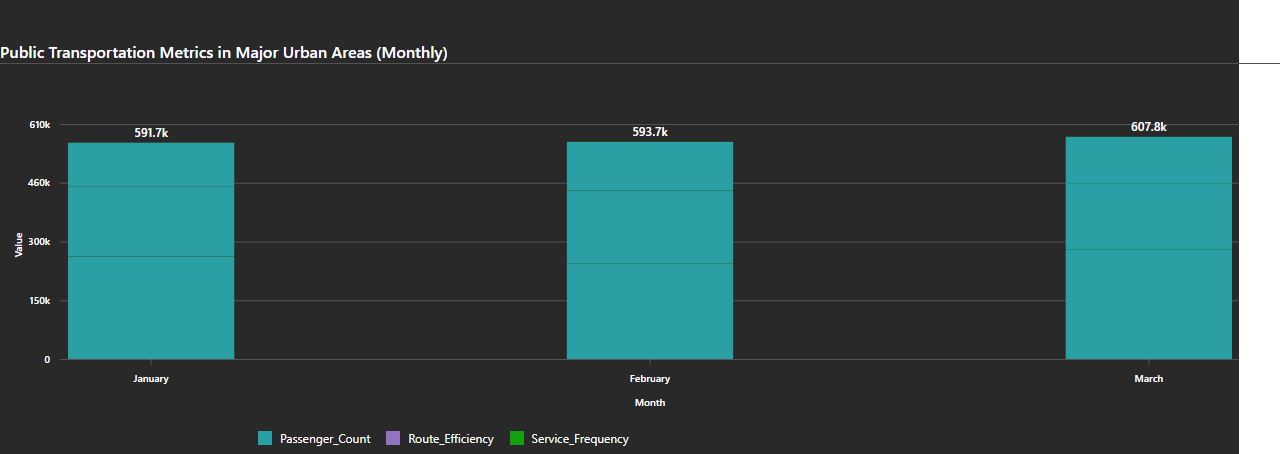 Public Transportation Metrics in Major Urban Areas (Monthly)
610k
591.7k
593.7k
607.8k
460k
Value
300k
150k
0
January
February
March
Month
Passenger_Count
Route_Efficiency
Service_Frequency